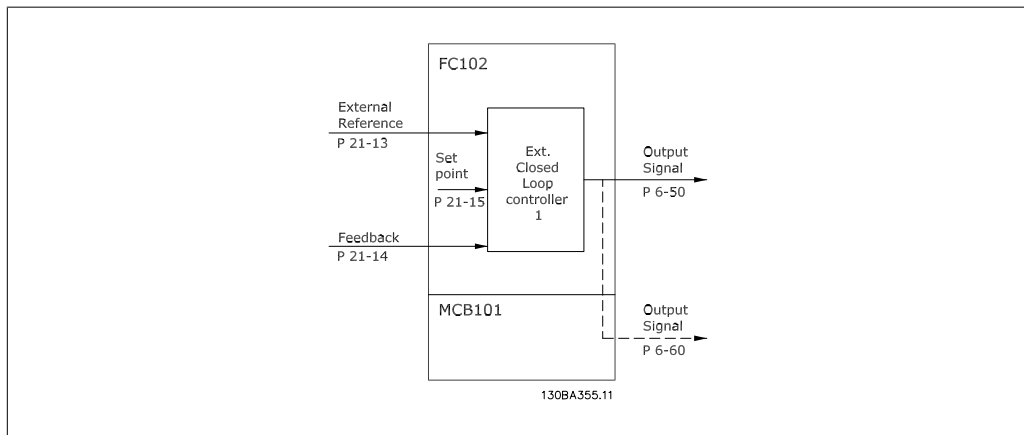 FC102
External
Reference
P 21-13
Set
point
P 21-15
Feedback
P 21-14
Ext.
Closed
Loop
controller
1
Output
Signal
P 6-50
MCB101
Output
Signal
P 6-60
130BA355.11